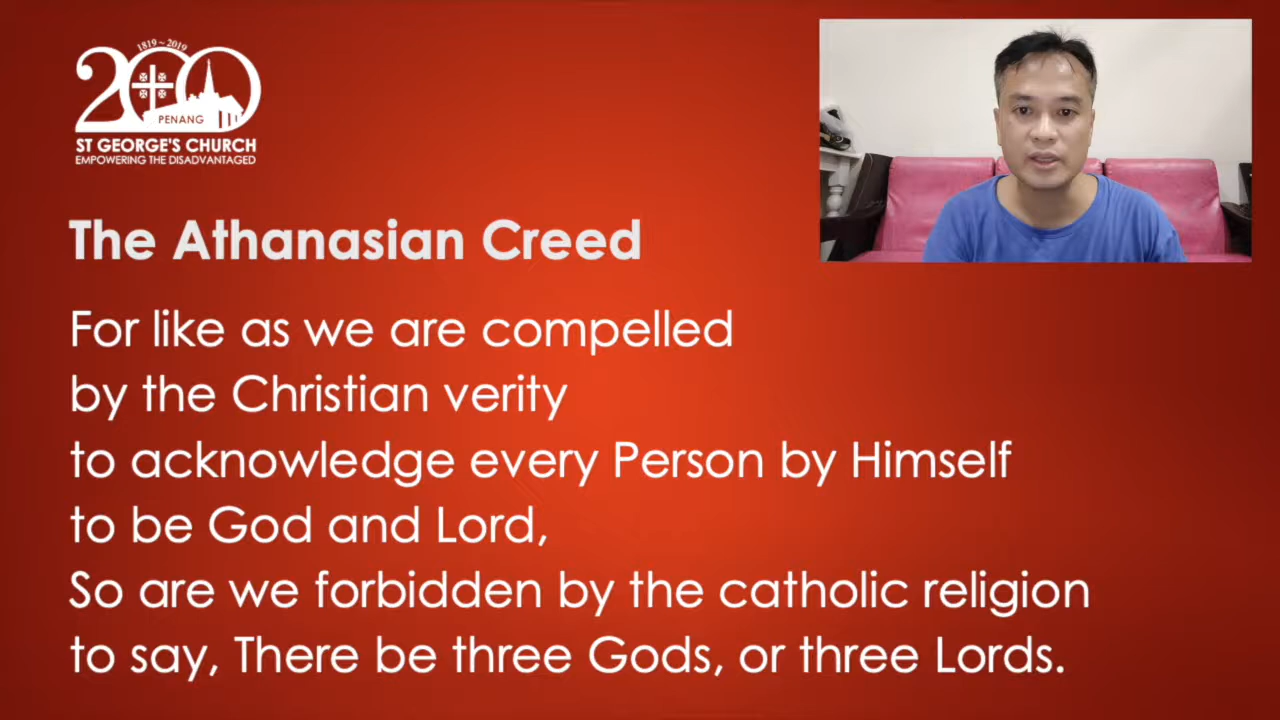 1819~2019
200
PENANG
ST GEORGE'S CHURCH
EMPOWERING THE DISADVANTAGED
The Athanasian Creed
For like as we are compelled
by the Christian verity
to acknowledge every Person by Himself
to be God and Lord,
So are we forbidden by the catholic religion
to say, There be three Gods, or three Lords.